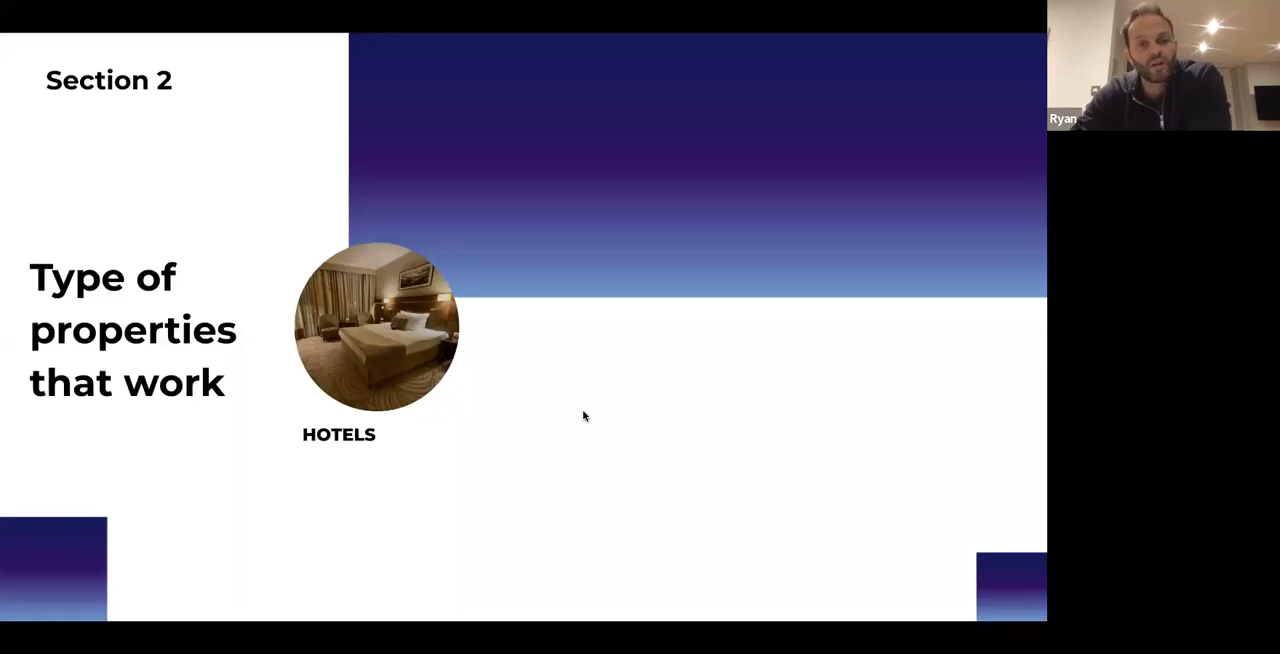 Section 2
Type of
properties
that work
HOTELS
Ryan